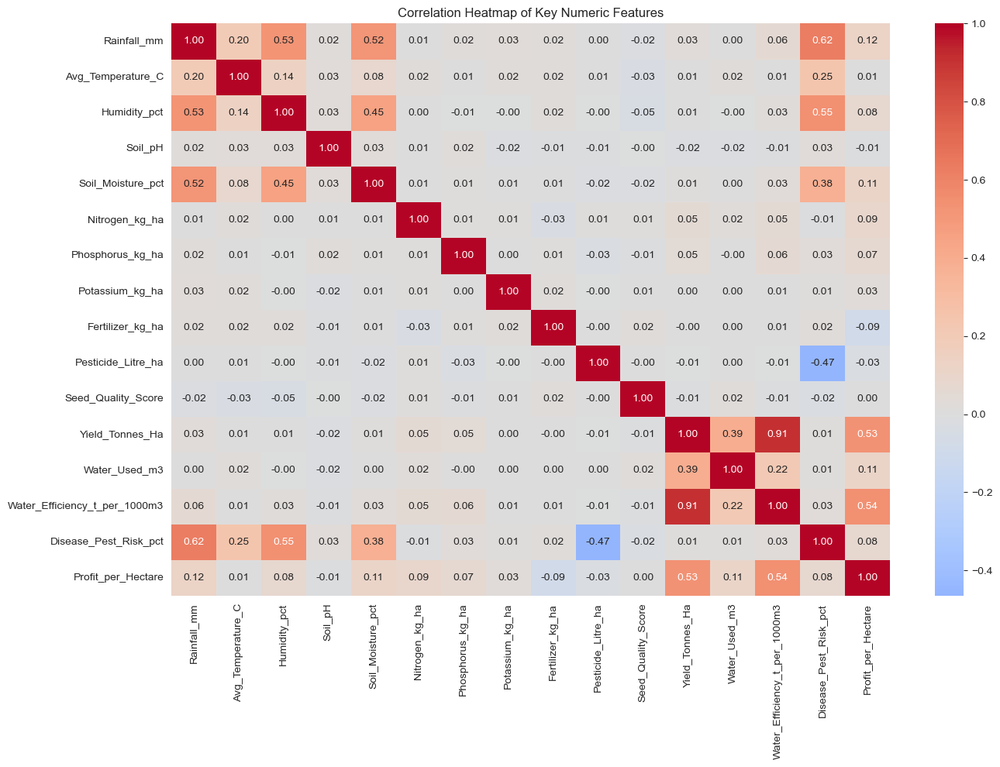 Correlation Heatmap of Key Numeric Features
Rainfall_mm 1.00 0.20 0.53 0.02 0.52 0.01 0.02 0.03 0.02 0.00 -0.02 0.03 0.00 0.06 0.62 0.12
Avg_Temperature_C 0.20 1.00 0.14 0.03 0.08 0.02 0.01 0.02 0.02 0.01 -0.03 0.01 0.02 0.01 0.25 0.01
Humidity_pct 0.53 0.14 1.00 0.03 0.45 0.00 -0.01 -0.00 0.02 -0.00 -0.05 0.01 -0.00 0.03 0.55 0.08
Soil_pH 0.02 0.03 0.03 1.00 0.03 0.01 0.02 -0.02 -0.01 -0.01 -0.00 -0.02 -0.02 -0.01 0.03 -0.01
Soil_Moisture_pct 0.52 0.08 0.45 0.03 1.00 0.01 0.01 0.01 0.01 -0.02 -0.02 0.01 0.00 0.03 0.38 0.11
Nitrogen_kg_ha 0.01 0.02 0.00 0.01 0.01 1.00 0.01 0.01 -0.03 0.01 0.01 0.05 0.02 0.05 -0.01 0.09
Phosphorus_kg_ha 0.02 0.01 -0.01 0.02 0.01 0.01 1.00 0.00 0.01 -0.03 -0.01 0.05 -0.00 0.06 0.03 0.07
Potassium_kg_ha 0.03 0.02 -0.00 -0.02 0.01 0.01 0.00 1.00 0.02 -0.00 0.01 0.00 0.00 0.01 0.01 0.03
Fertilizer_kg_ha 0.02 0.02 0.02 -0.01 0.01 -0.03 0.01 0.02 1.00 -0.00 0.02 -0.00 0.00 0.01 0.02 -0.09
Pesticide_Litre_ha 0.00 0.01 -0.00 -0.01 -0.02 0.01 -0.03 -0.00 -0.00 1.00 -0.00 -0.01 0.00 -0.01 -0.47 -0.03
Seed_Quality_Score -0.02 -0.03 -0.05 -0.00 -0.02 0.01 -0.01 0.01 0.02 -0.00 1.00 -0.01 0.02 -0.01 -0.02 0.00
Yield_Tonnes_Ha 0.03 0.01 0.01 -0.02 0.01 0.05 0.05 0.00 -0.00 -0.01 -0.01 1.00 0.39 0.91 0.01 0.53
Water_Used_m3 0.00 0.02 -0.00 -0.02 0.00 0.02 -0.00 0.00 0.00 0.00 0.02 0.39 1.00 0.22 0.01 0.11
Water_Efficiency_t_per_1000m3 0.06 0.01 0.03 -0.01 0.03 0.05 0.06 0.01 0.01 -0.01 -0.01 0.91 0.22 1.00 0.03 0.54
Disease_Pest_Risk_pct 0.62 0.25 0.55 0.03 0.38 -0.01 0.03 0.01 0.02 -0.47 -0.02 0.01 0.01 0.03 1.00 0.08
Profit_per_Hectare 0.12 0.01 0.08 -0.01 0.11 0.09 0.07 0.03 -0.09 -0.03 0.00 0.53 0.11 0.54 0.08 1.00
Rainfall_mm
Avg_Temperature_C
Humidity_pct
Soil_pH
Soil_Moisture_pct
Nitrogen_kg_ha
Phosphorus_kg_ha
Potassium_kg_ha
Fertilizer_kg_ha
Pesticide_Litre_ha
Seed_Quality_Score
Yield_Tonnes_Ha
Water_Used_m3
Water_Efficiency_t_per_1000m3
Disease_Pest_Risk_pct
Profit_per_Hectare
1.0
0.8
0.6
0.4
0.2
0.0
−0.2
−0.4